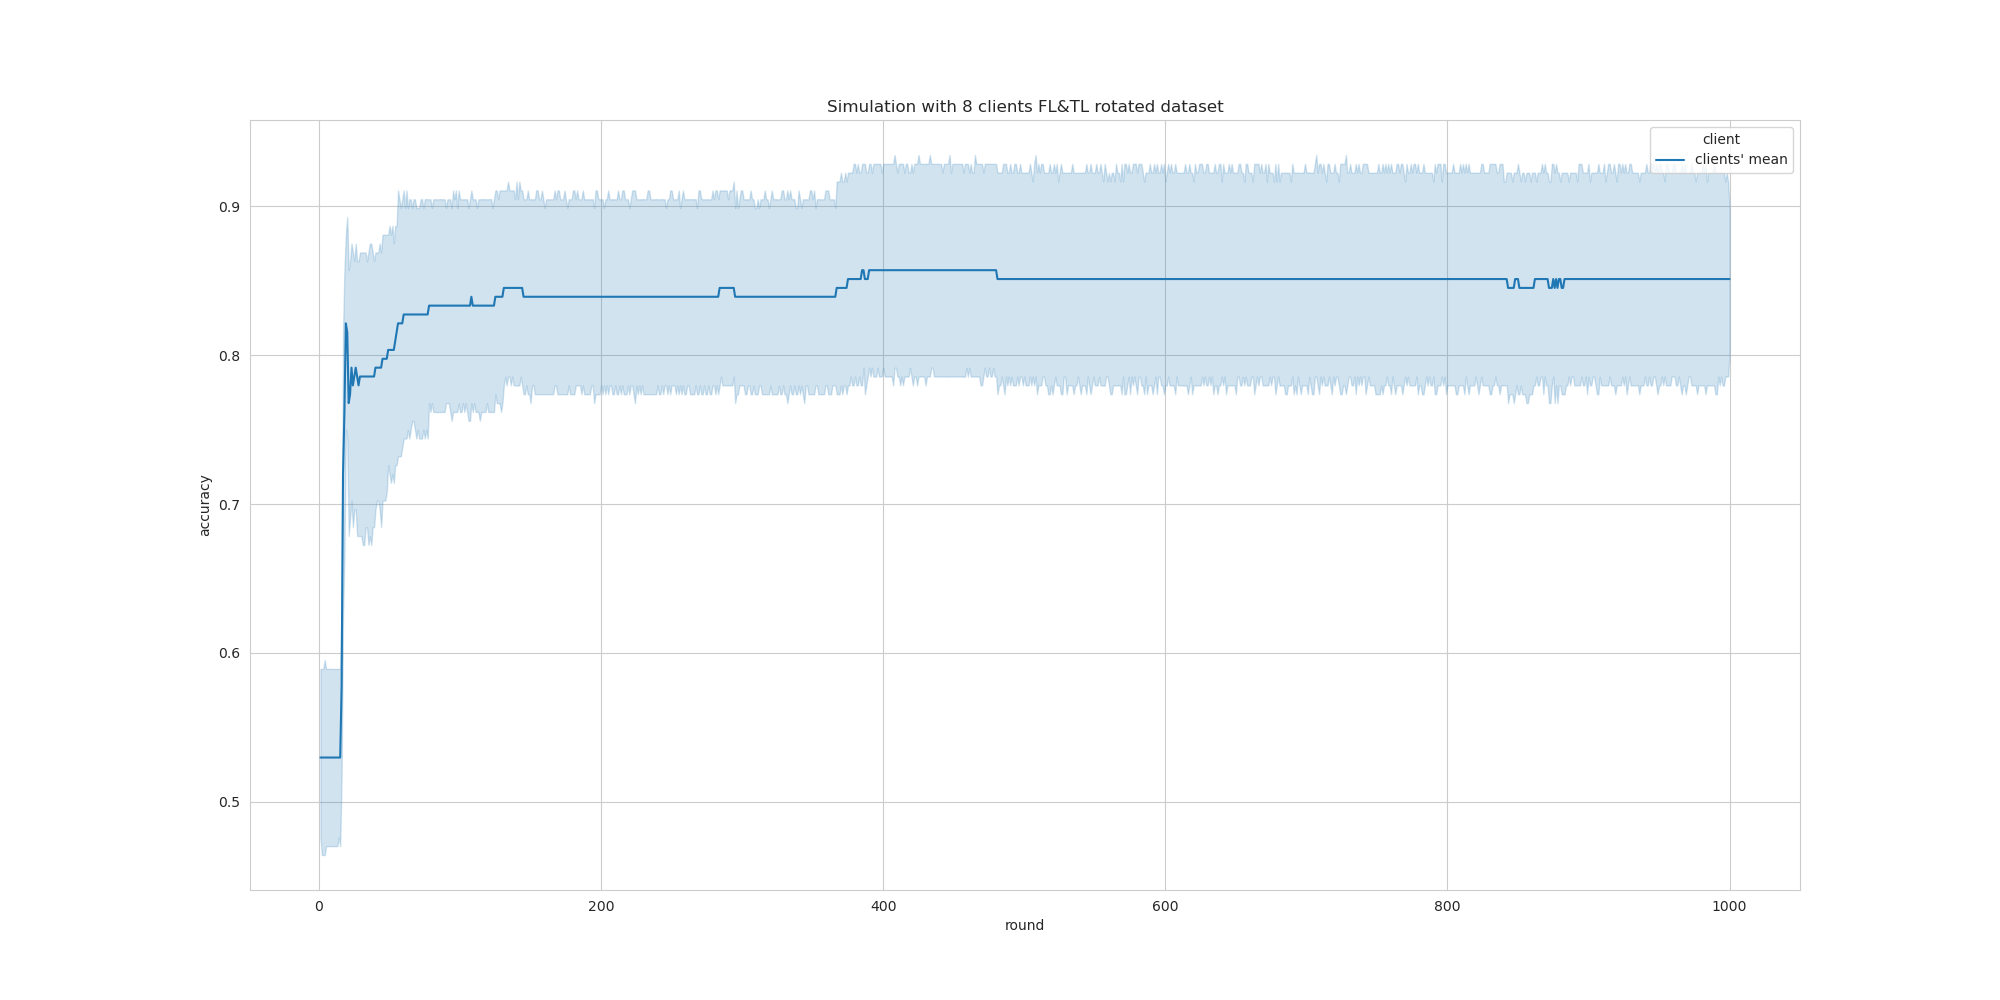 Simulation with 8 clients FL&TL rotated dataset
client
clients' mean
0.9
0.8
0.7
0.6
0.5
accuracy
0 200 400 600 800 1000
round